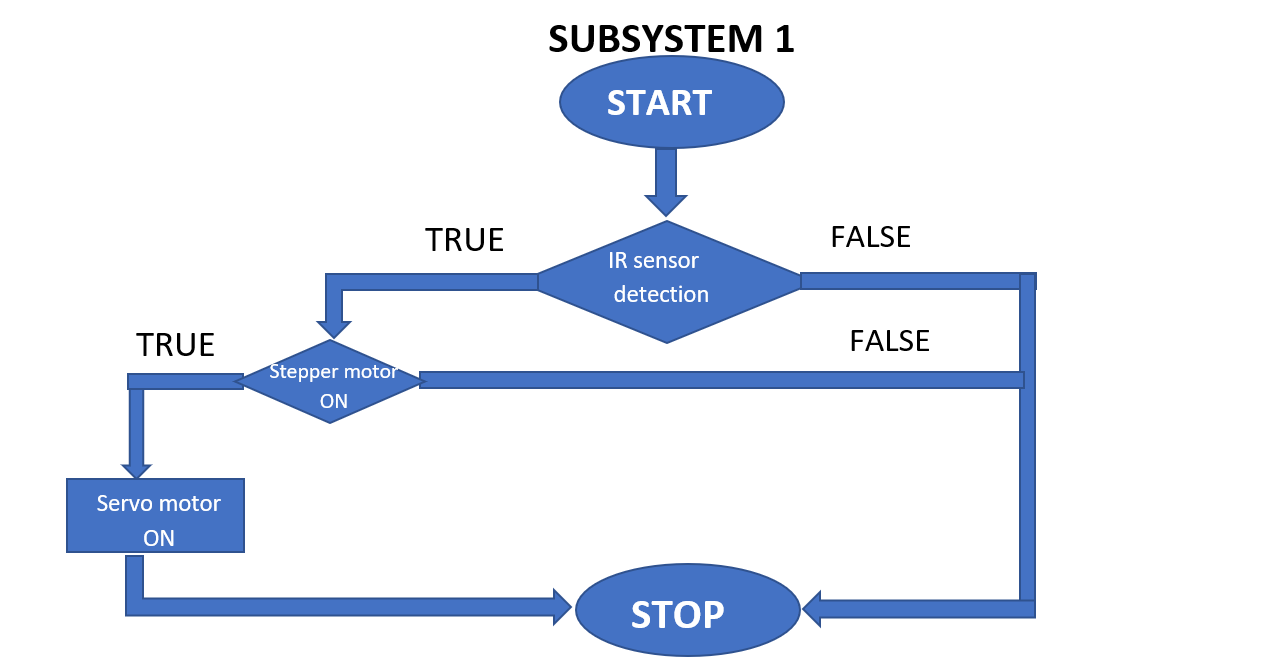 SUBSYSTEM 1
START
TRUE
FALSE
IR sensor
detection
TRUE
FALSE
Stepper motor
ON
Servo motor
ON
STOP